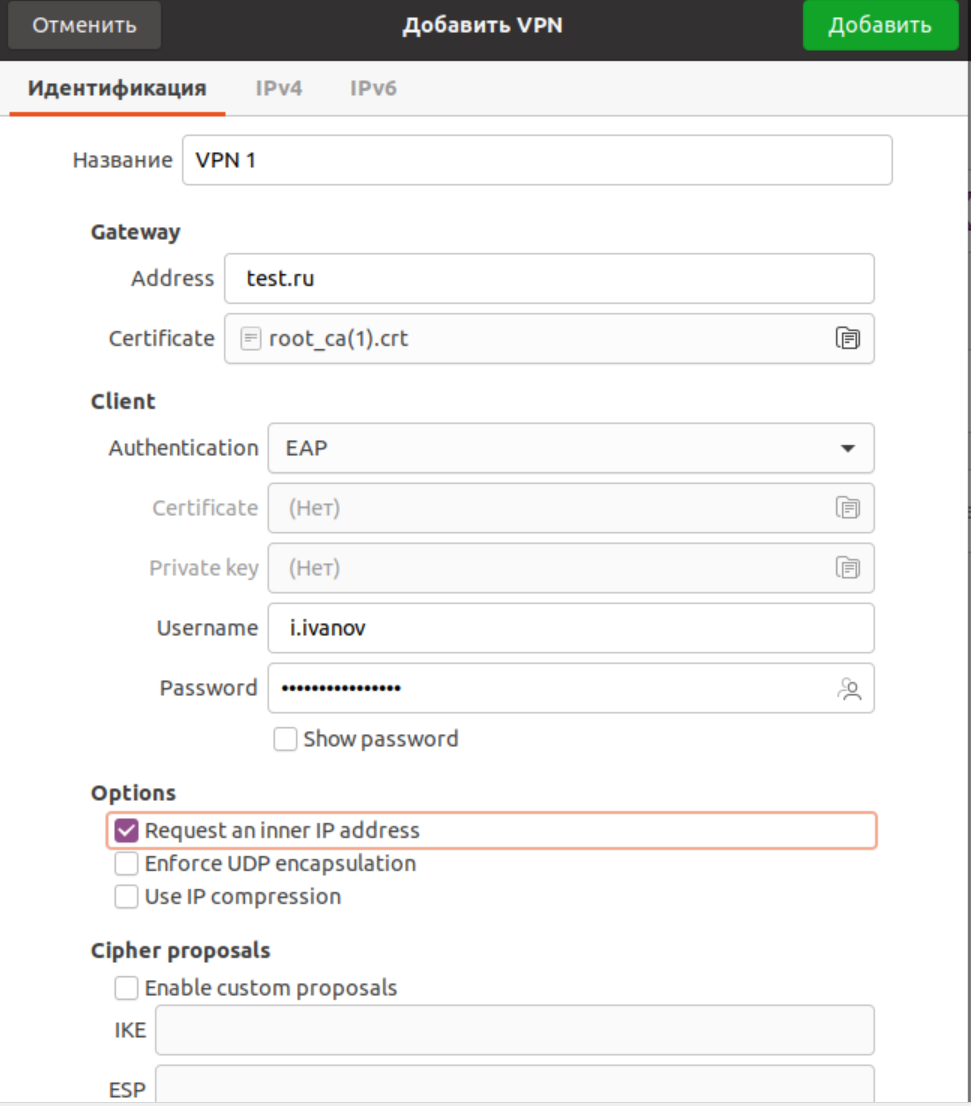 Отменить Добавить VPN Добавить
Идентификация IPv4 IPv6
Название VPN 1
Gateway
Address test.ru
Certificate root_ca(1).crt
Client
Authentication EAP
Certificate (Нет)
Private key (Нет)
Username i.ivanov
Password ••••••••••••••••
Show password
Options
Request an inner IP address
Enforce UDP encapsulation
Use IP compression
Cipher proposals
Enable custom proposals
IKE
ESP